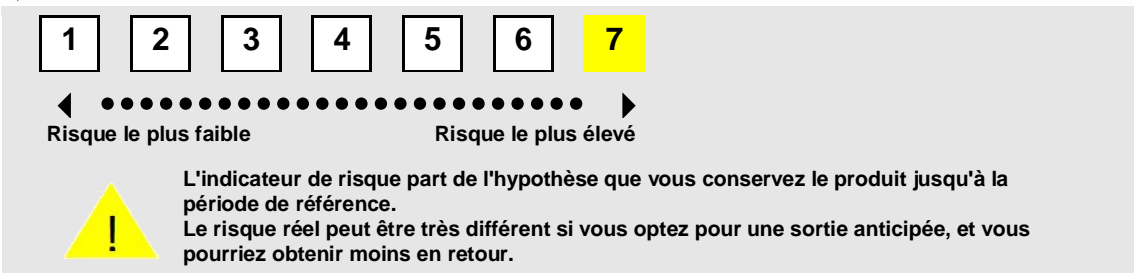 1 2 3 4 5 6 7
Risque le plus faible Risque le plus élevé
L'indicateur de risque part de l'hypothèse que vous conservez le produit jusqu'à la
période de référence.
Le risque réel peut être très différent si vous optez pour une sortie anticipée, et vous
pourriez obtenir moins en retour.
!